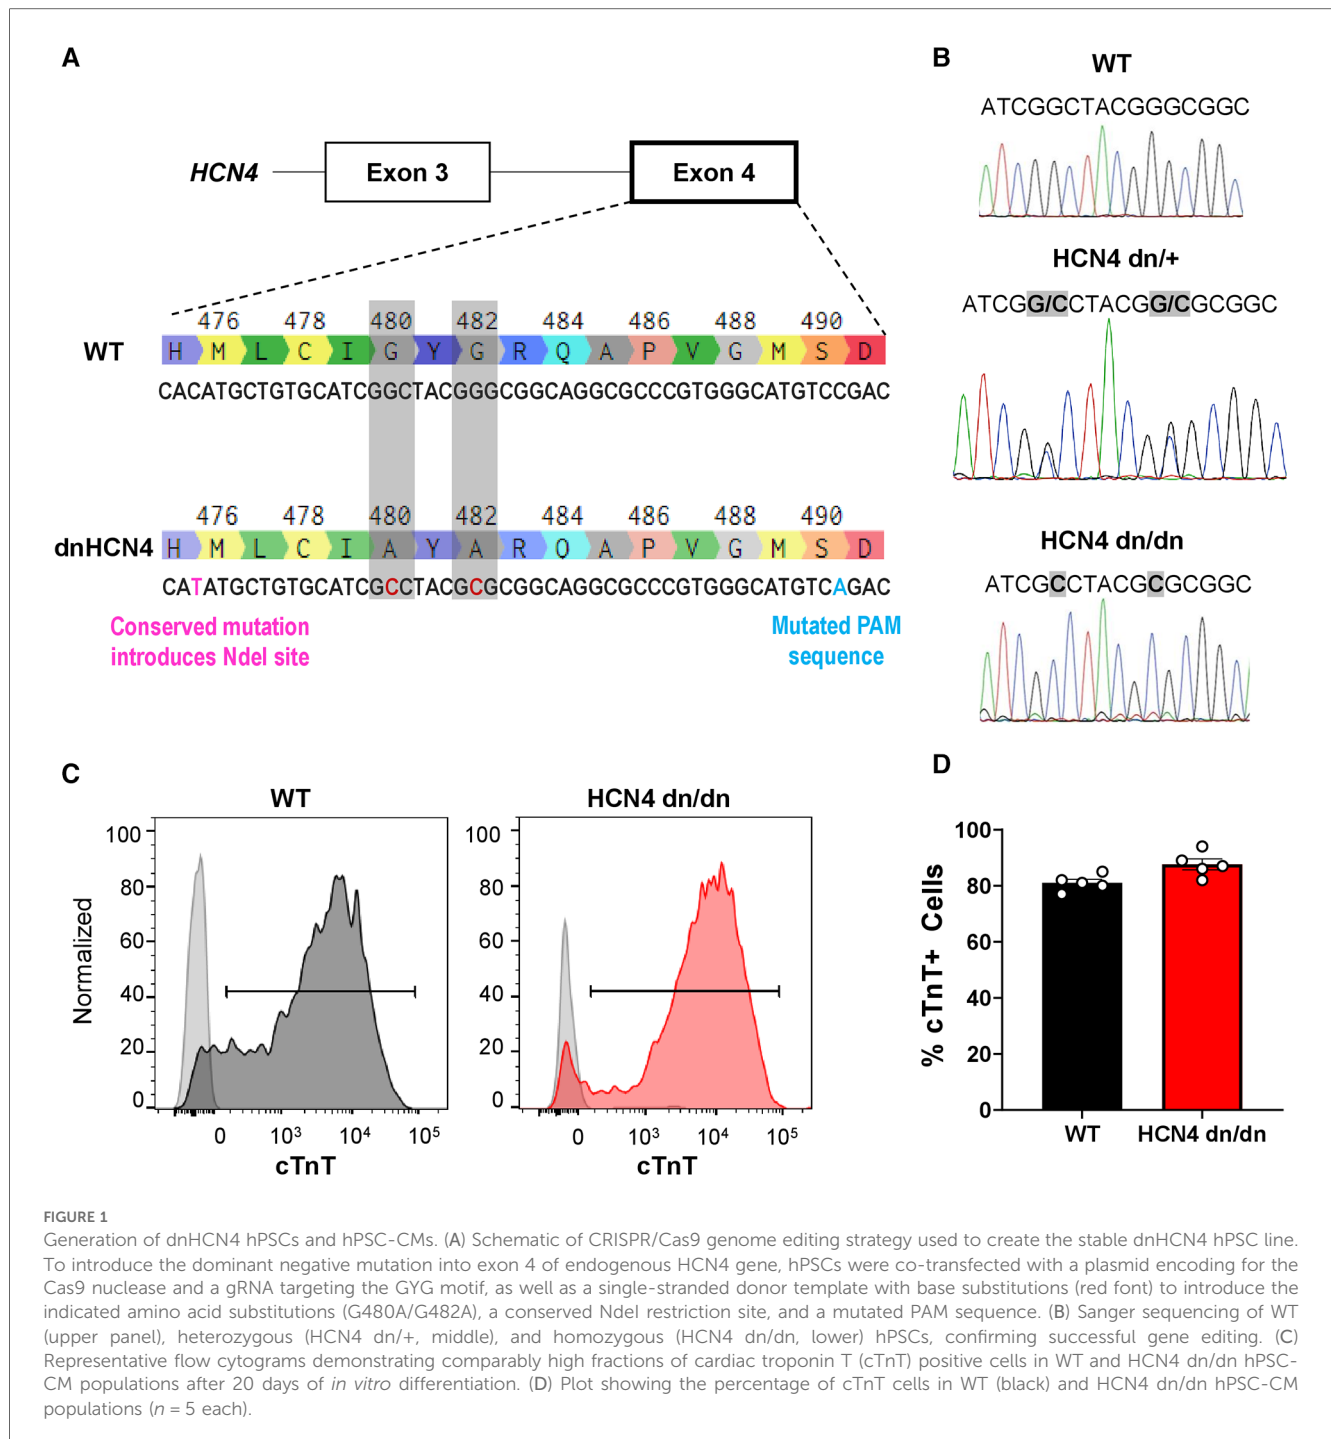 A
HCN4
Exon 3
Exon 4
476 478 480 482 484 486 488 490
WT
H M L C I G Y G R Q A P V G M S D
CACATGCTGTGCATCGGCTACGGGCGGCAGGCGCCCGTGGGCATGTCCGAC
476 478 480 482 484 486 488 490
dnHCN4
H M L C I A Y A R Q A P V G M S D
CATATGCTGTGCATCGCCTACGCGCGGCAGGCGCCCGTGGGCATGTCAGAC
Conserved mutation
introduces NdeI site
Mutated PAM
sequence
B
WT
ATCGGCTACGGGCGGC
HCN4 dn/+
ATCGG/CCTACGG/CGCGGC
HCN4 dn/dn
ATCGCCTACGCGCGGC
C
WT
Normalized
100
80
60
40
20
0
0 10³ 10⁴ 10⁵
cTnT
HCN4 dn/dn
100
80
60
40
20
0
0 10³ 10⁴ 10⁵
cTnT
D
% cTnT+ Cells
100
80
60
40
20
0
WT HCN4 dn/dn
FIGURE 1
Generation of dnHCN4 hPSCs and hPSC-CMs. (A) Schematic of CRISPR/Cas9 genome editing strategy used to create the stable dnHCN4 hPSC line.
To introduce the dominant negative mutation into exon 4 of endogenous HCN4 gene, hPSCs were co-transfected with a plasmid encoding for the
Cas9 nuclease and a gRNA targeting the GYG motif, as well as a single-stranded donor template with base substitutions (red font) to introduce the
indicated amino acid substitutions (G480A/G482A), a conserved NdeI restriction site, and a mutated PAM sequence. (B) Sanger sequencing of WT
(upper panel), heterozygous (HCN4 dn/+, middle), and homozygous (HCN4 dn/dn, lower) hPSCs, confirming successful gene editing. (C)
Representative flow cytograms demonstrating comparably high fractions of cardiac troponin T (cTnT) positive cells in WT and HCN4 dn/dn hPSC-
CM populations after 20 days of in vitro differentiation. (D) Plot showing the percentage of cTnT cells in WT (black) and HCN4 dn/dn hPSC-CM
populations (n = 5 each).